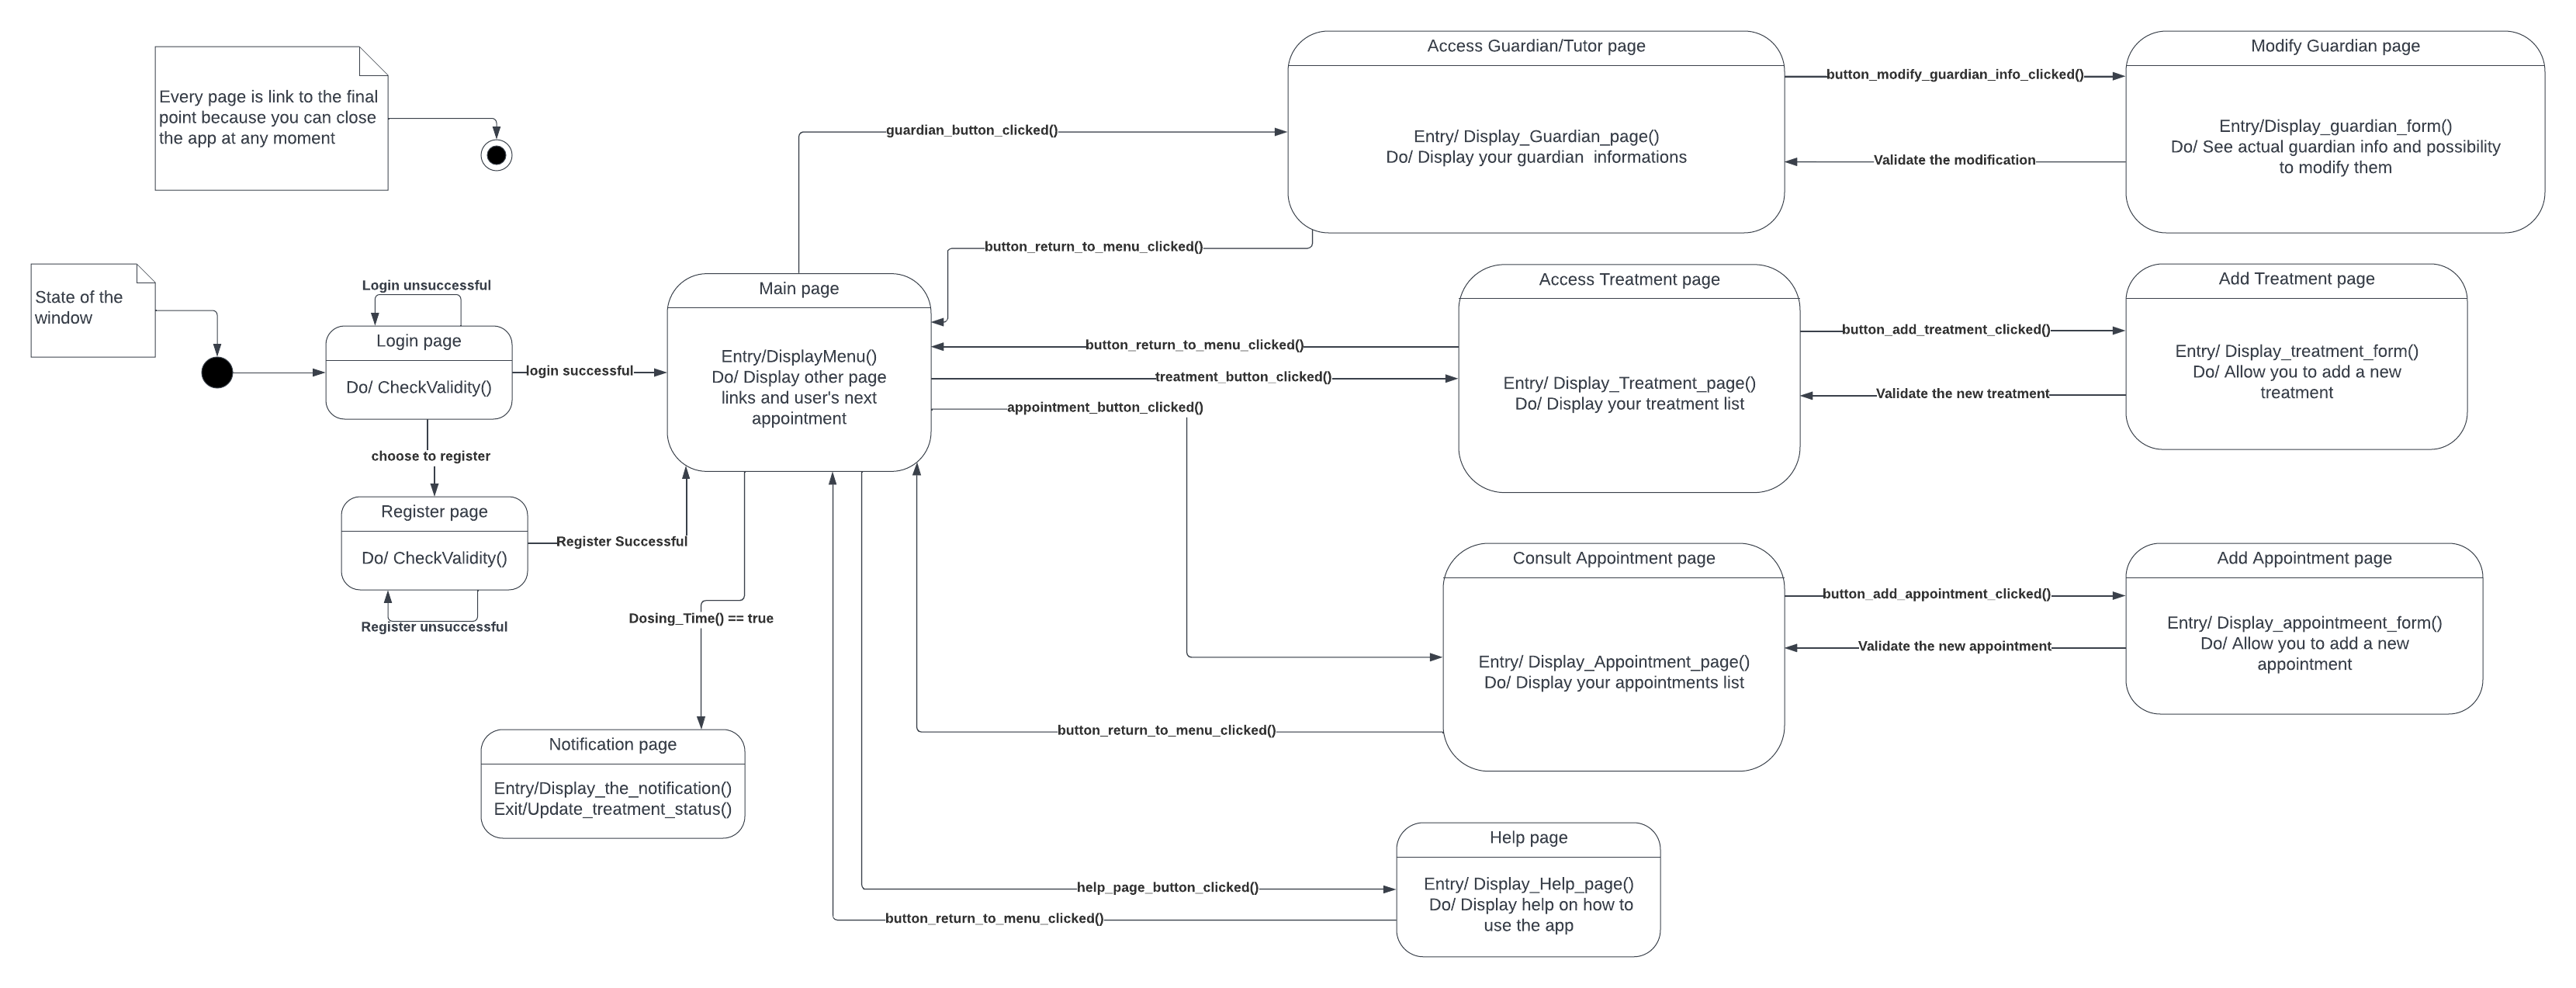 Every page is link to the final
point because you can close
the app at any moment
State of the
window
Login unsuccessful
Login page
Do/ CheckValidity()
login successful
choose to register
Register page
Do/ CheckValidity()
Register Successful
Register unsuccessful
Main page
Entry/DisplayMenu()
Do/ Display other page
links and user's next
appointment
guardian_button_clicked()
button_return_to_menu_clicked()
button_return_to_menu_clicked()
treatment_button_clicked()
appointment_button_clicked()
Dosing_Time() == true
Notification page
Entry/Display_the_notification()
Exit/Update_treatment_status()
button_return_to_menu_clicked()
help_page_button_clicked()
button_return_to_menu_clicked()
Access Guardian/Tutor page
Entry/ Display_Guardian_page()
Do/ Display your guardian  informations
button_modify_guardian_info_clicked()
Validate the modification
Modify Guardian page
Entry/Display_guardian_form()
Do/ See actual guardian info and possibility
to modify them
Access Treatment page
Entry/ Display_Treatment_page()
Do/ Display your treatment list
button_add_treatment_clicked()
Validate the new treatment
Add Treatment page
Entry/ Display_treatment_form()
Do/ Allow you to add a new
treatment
Consult Appointment page
Entry/ Display_Appointment_page()
Do/ Display your appointments list
button_add_appointment_clicked()
Validate the new appointment
Add Appointment page
Entry/ Display_appointmeent_form()
Do/ Allow you to add a new
appointment
Help page
Entry/ Display_Help_page()
Do/ Display help on how to
use the app